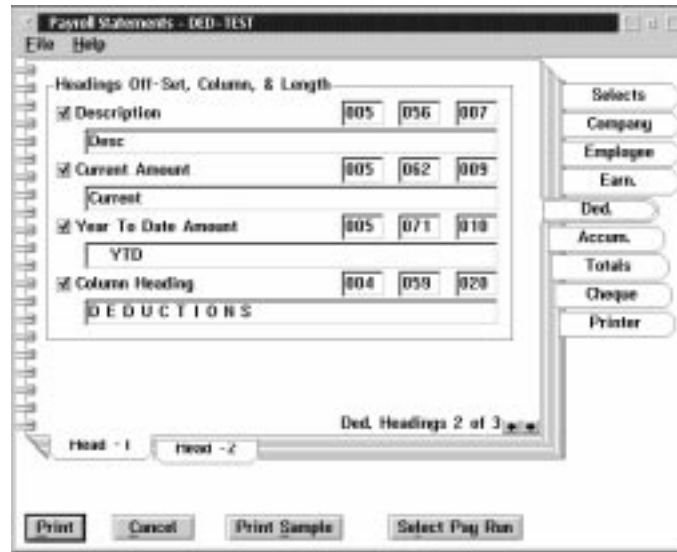 Payroll Statements - DED-TEST
File Help
Headings Off-Set, Column, & Length
Description 005 056 007
Desc
Current Amount 005 062 009
Current
Year To Date Amount 005 071 010
YTD
Column Heading 004 059 020
D E D U C T I O N S
Ded. Headings 2 of 3
Head - 1 Head - 2
Selects
Company
Employee
Earn.
Ded.
Accum.
Totals
Cheque
Printer
Print Cancel Print Sample Select Pay Run